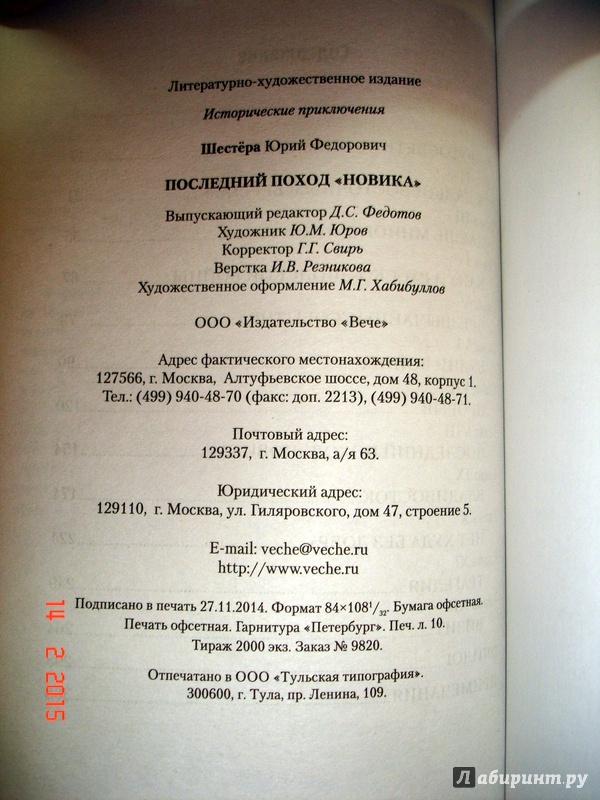 Литературно-художественное издание
Исторические приключения
Шестёра Юрий Федорович
ПОСЛЕДНИЙ ПОХОД «НОВИКА»
Выпускающий редактор Д.С. Федотов
Художник Ю.М. Юров
Корректор Г.Г. Свирь
Верстка И.В. Резникова
Художественное оформление М.Г. Хабибуллов
ООО «Издательство «Вече»
Адрес фактического местонахождения:
127566, г. Москва, Алтуфьевское шоссе, дом 48, корпус 1.
Тел.: (499) 940-48-70 (факс: доп. 2213), (499) 940-48-71.
Почтовый адрес:
129337, г. Москва, а/я 63.
Юридический адрес:
129110, г. Москва, ул. Гиляровского, дом 47, строение 5.
E-mail: veche@veche.ru
http://www.veche.ru
Подписано в печать 27.11.2014. Формат 84×108 1/32. Бумага офсетная.
Печать офсетная. Гарнитура «Петербург». Печ. л. 10.
Тираж 2000 экз. Заказ № 9820.
Отпечатано в ООО «Тульская типография».
300600, г. Тула, пр. Ленина, 109.
14 2 2015
Лабиринт.ру